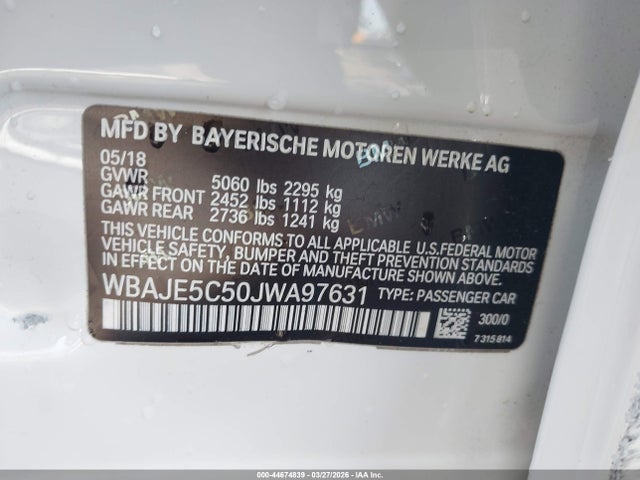 MFD BY BAYERISCHE MOTOREN WERKE AG
05/18
GVWR 5060 lbs 2295 kg
GAWR FRONT 2452 lbs 1112 kg
GAWR REAR 2736 lbs 1241 kg
THIS VEHICLE CONFORMS TO ALL APPLICABLE U.S.FEDERAL MOTOR
VEHICLE SAFETY, BUMPER AND THEFT PREVENTION STANDARDS
IN EFFECT ON THE DATE OF MANUFACTURE SHOWN ABOVE.
WBAJE5C50JWA97631 TYPE: PASSENGER CAR
300/0
7315814
000-44674839 | 03/27/2026 - IAAI.COM